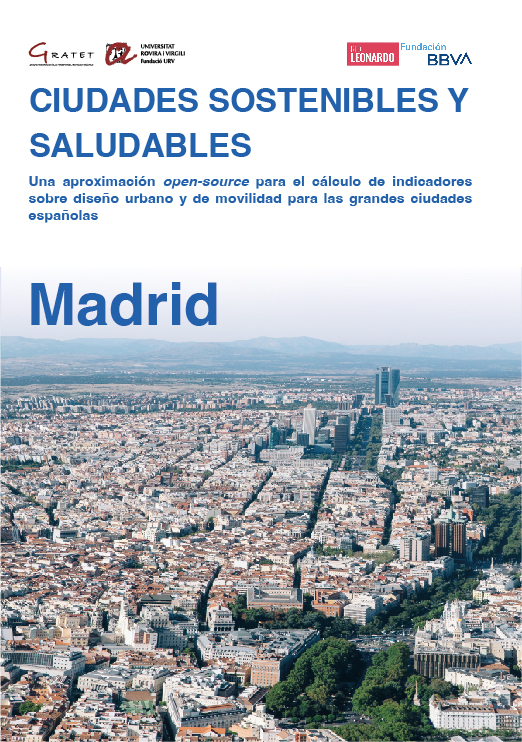 GRATET
UNIVERSITAT
ROVIRA i VIRGILI
Fundació URV
RED
LEONARDO
Fundación
BBVA
CIUDADES SOSTENIBLES Y
SALUDABLES
Una aproximación open-source para el cálculo de indicadores
sobre diseño urbano y de movilidad para las grandes ciudades
españolas
Madrid